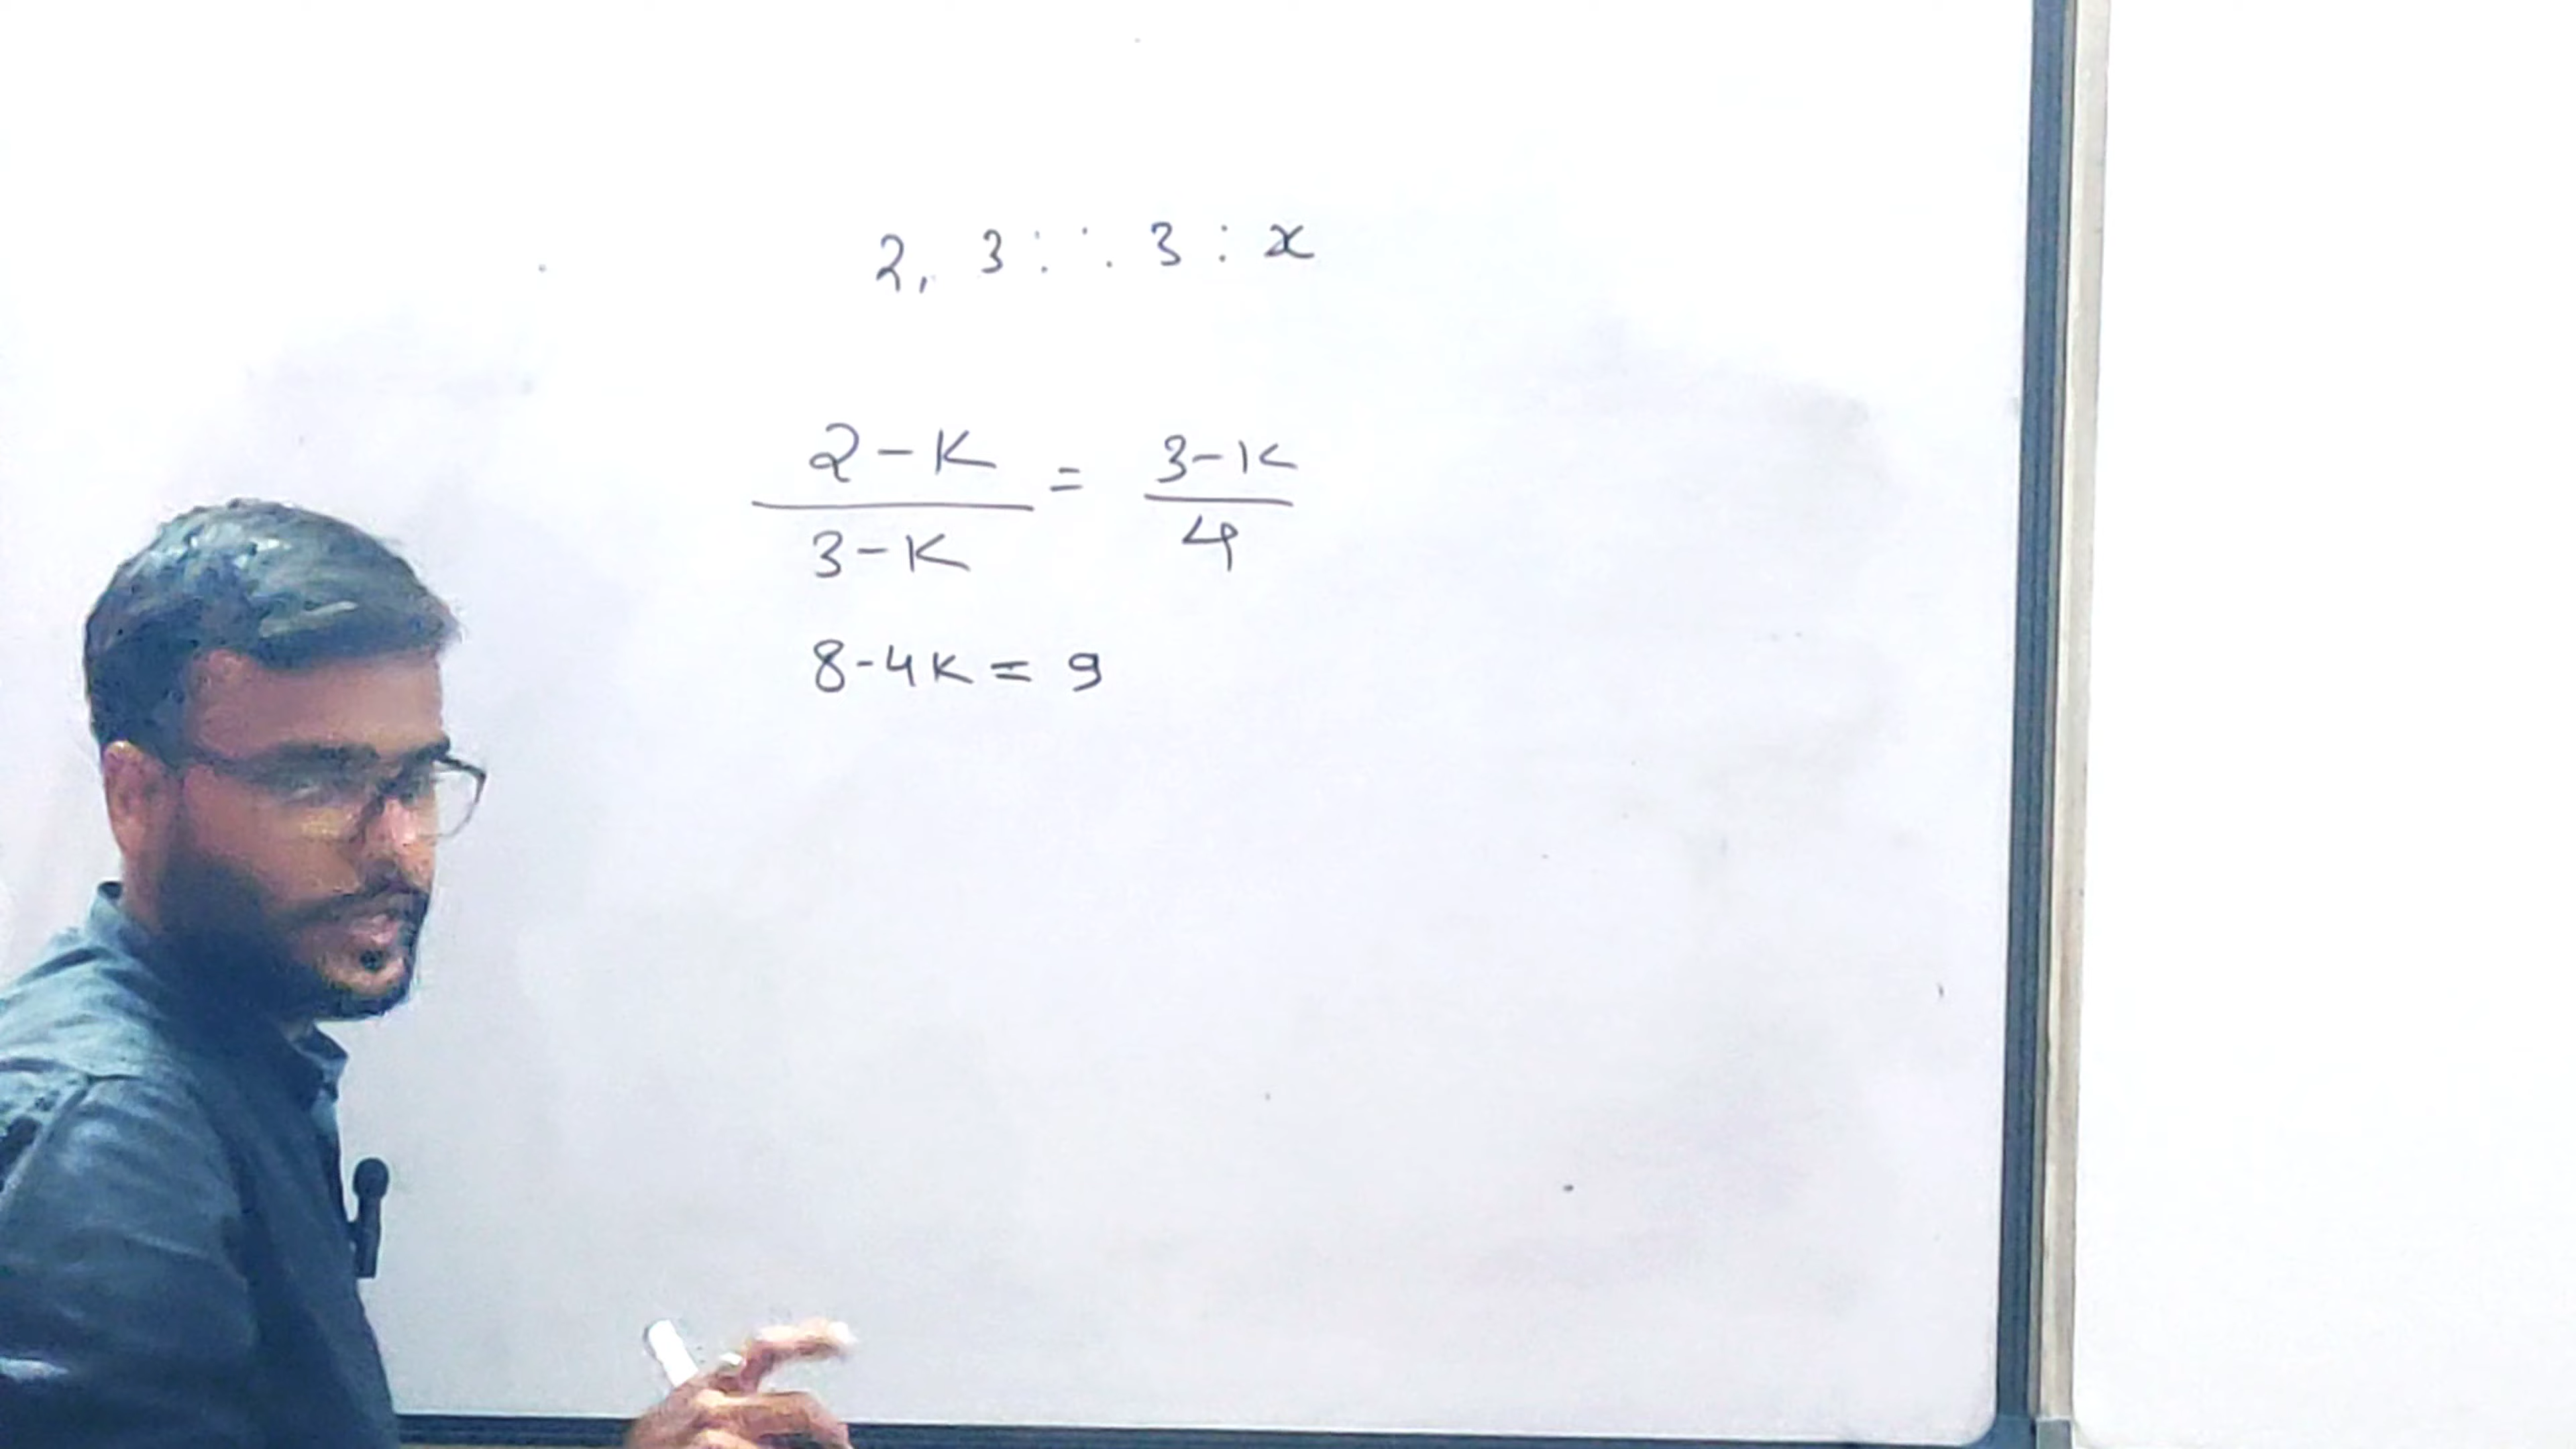 2, 3 :: 3 : x
2-K / 3-K = 3-K / 4
8-4K = 9